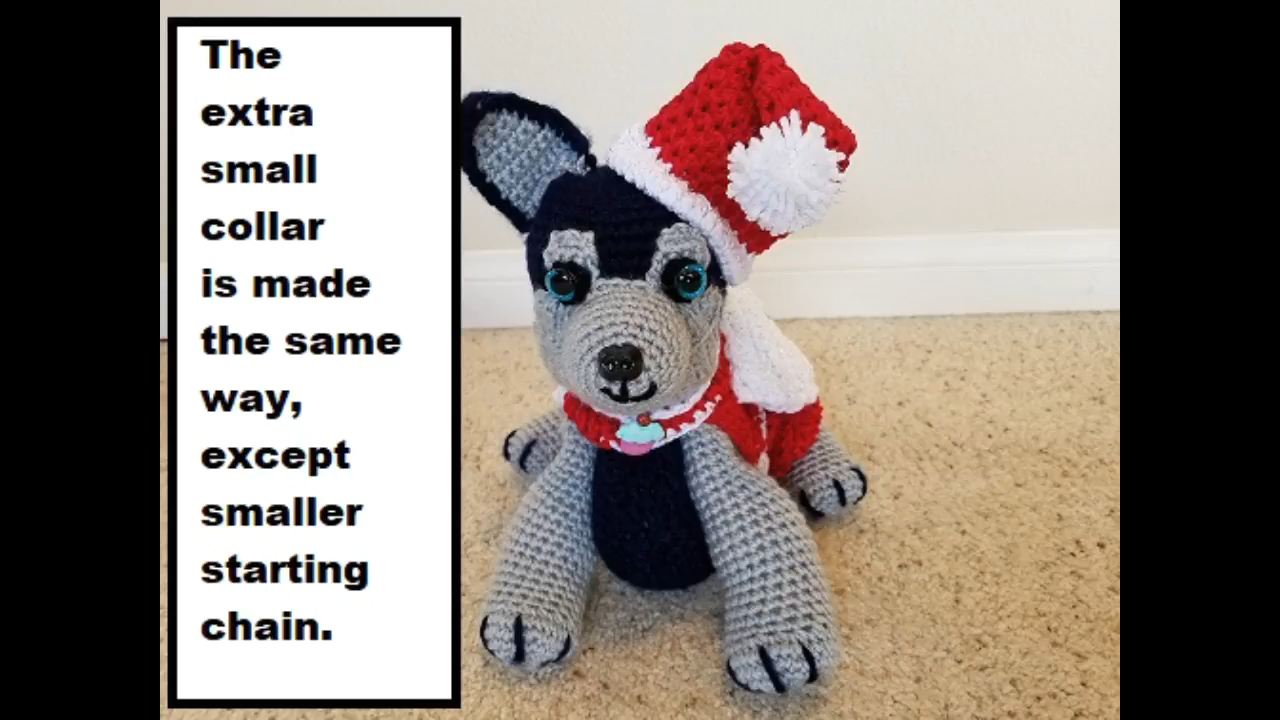 The
extra
small
collar
is made
the same
way,
except
smaller
starting
chain.